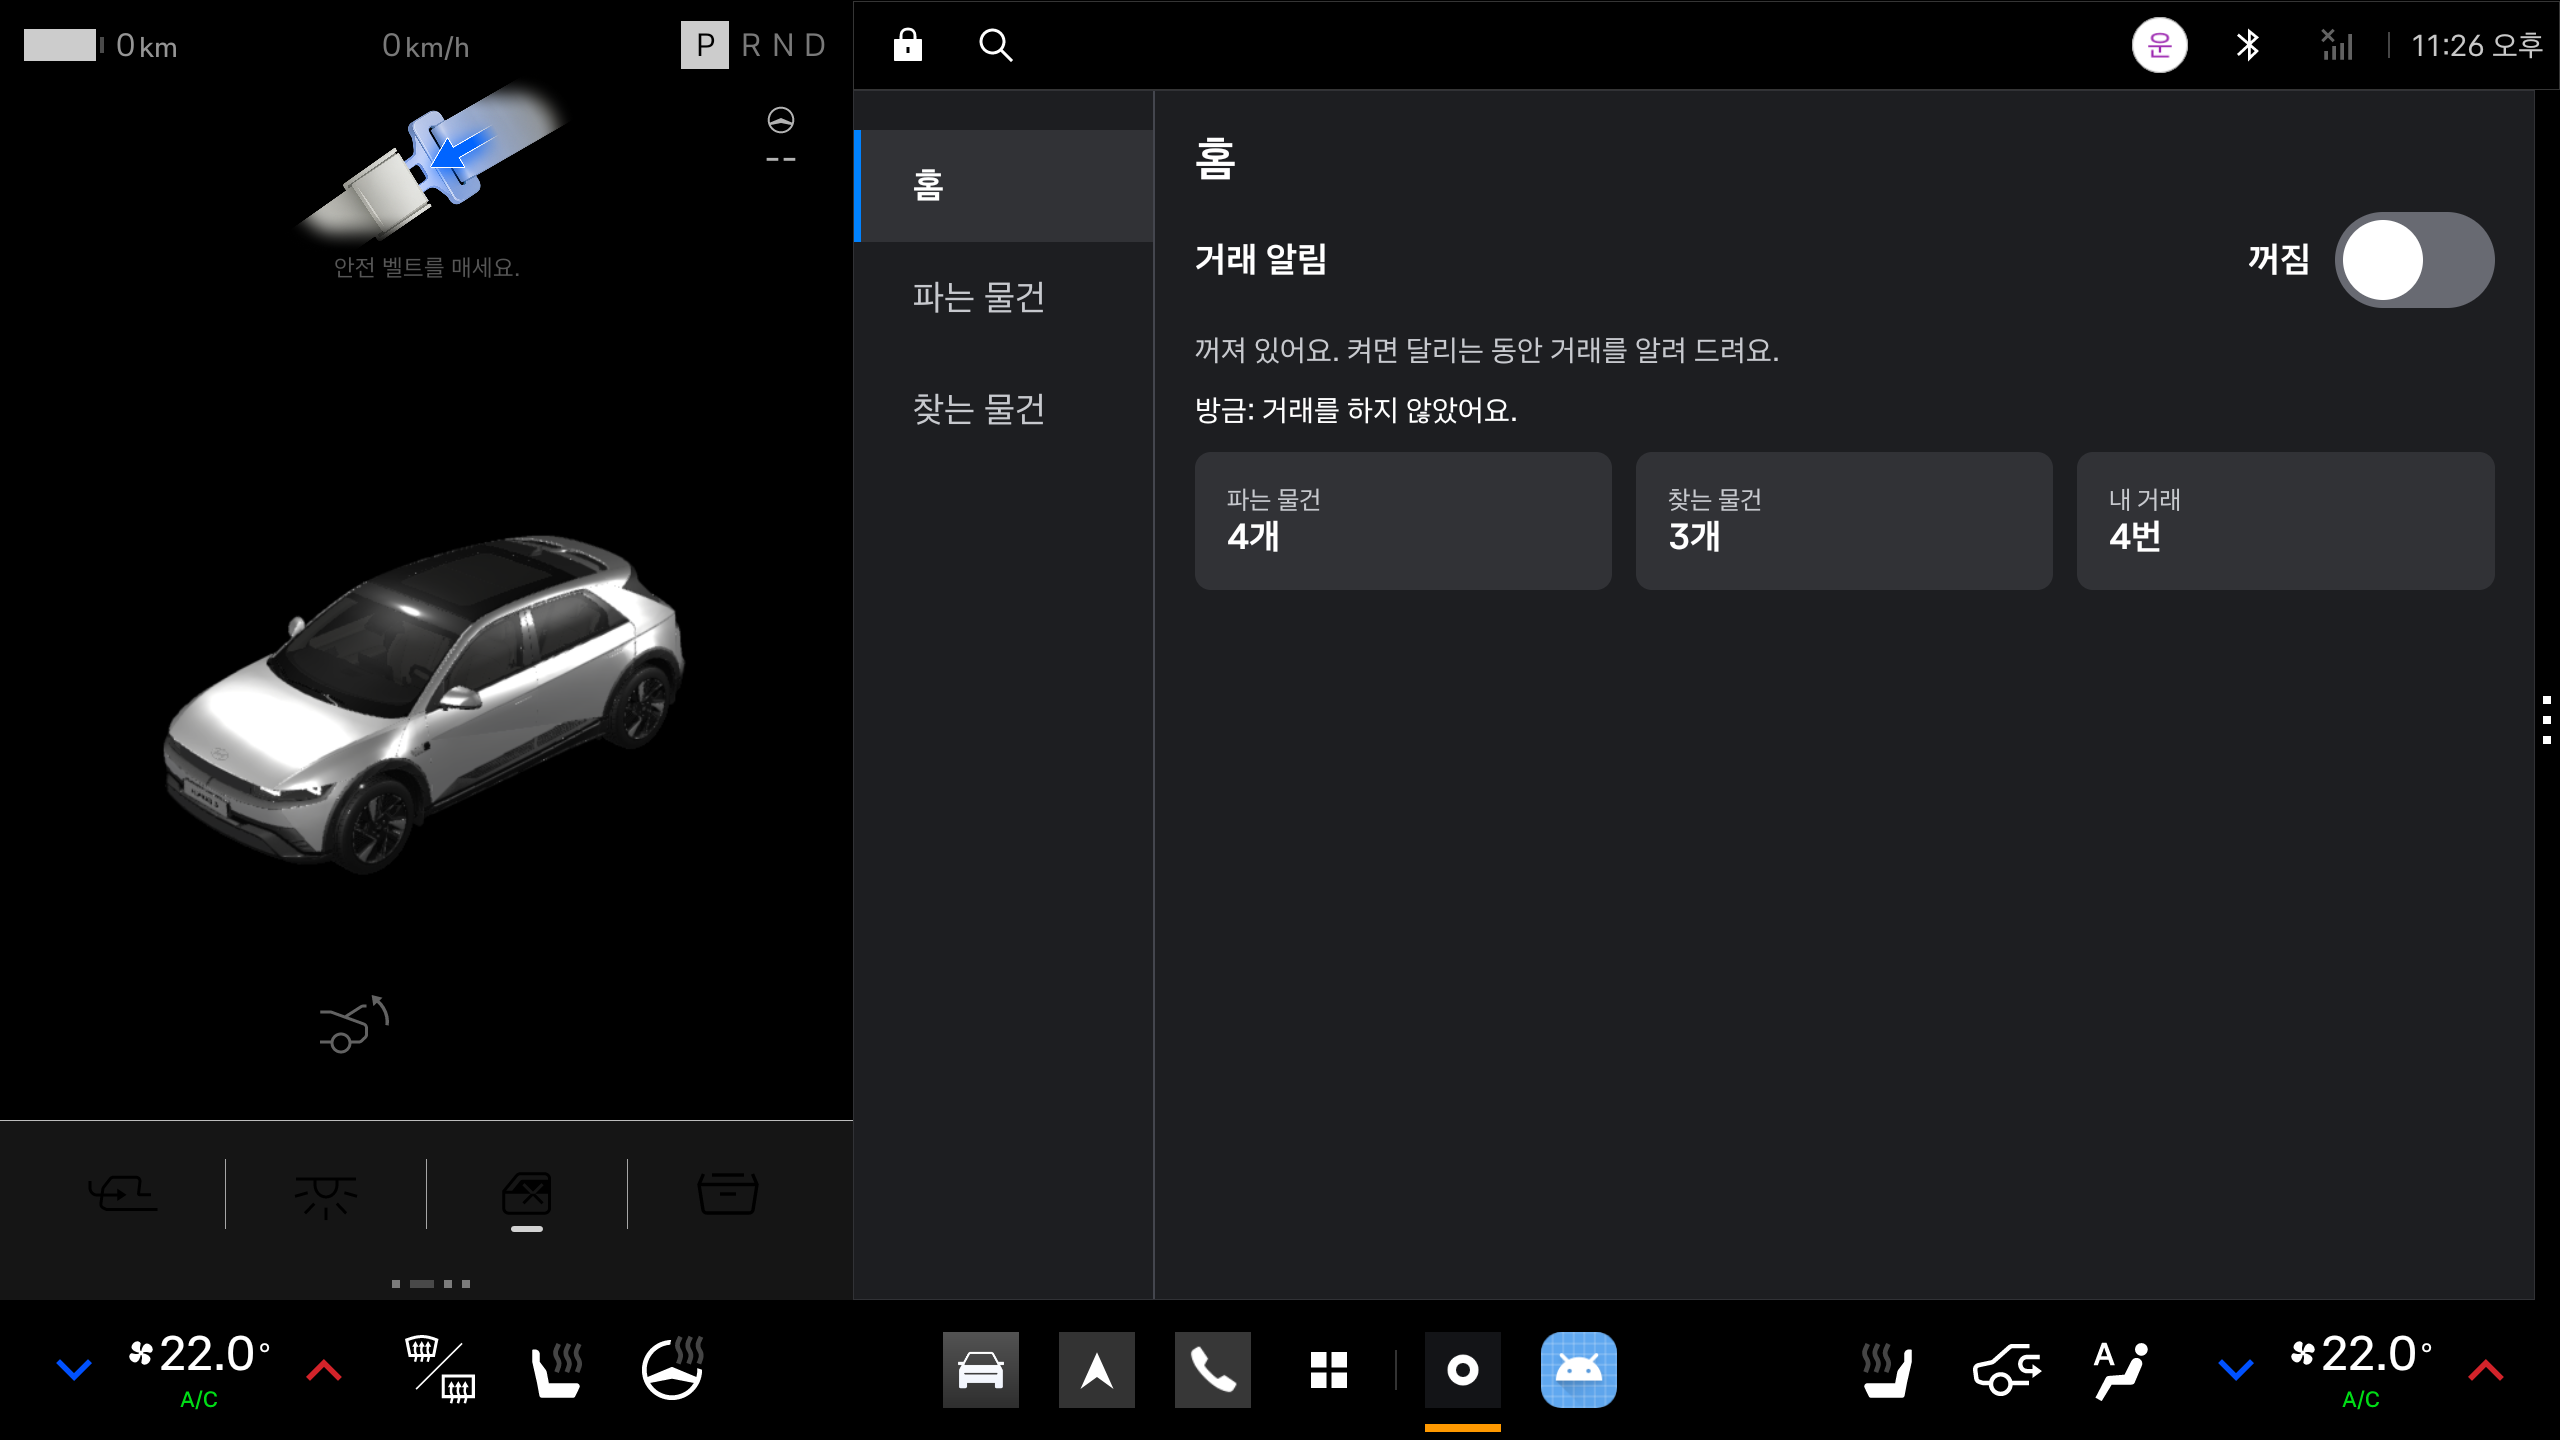 0 km
0 km/h
P R N D
운
11:26 오후
--
안전 벨트를 매세요.
홈
파는 물건
찾는 물건
홈
거래 알림
꺼짐
꺼져 있어요. 켜면 달리는 동안 거래를 알려 드려요.
방금: 거래를 하지 않았어요.
파는 물건
4개
찾는 물건
3개
내 거래
4번
22.0°
A/C
A
22.0°
A/C